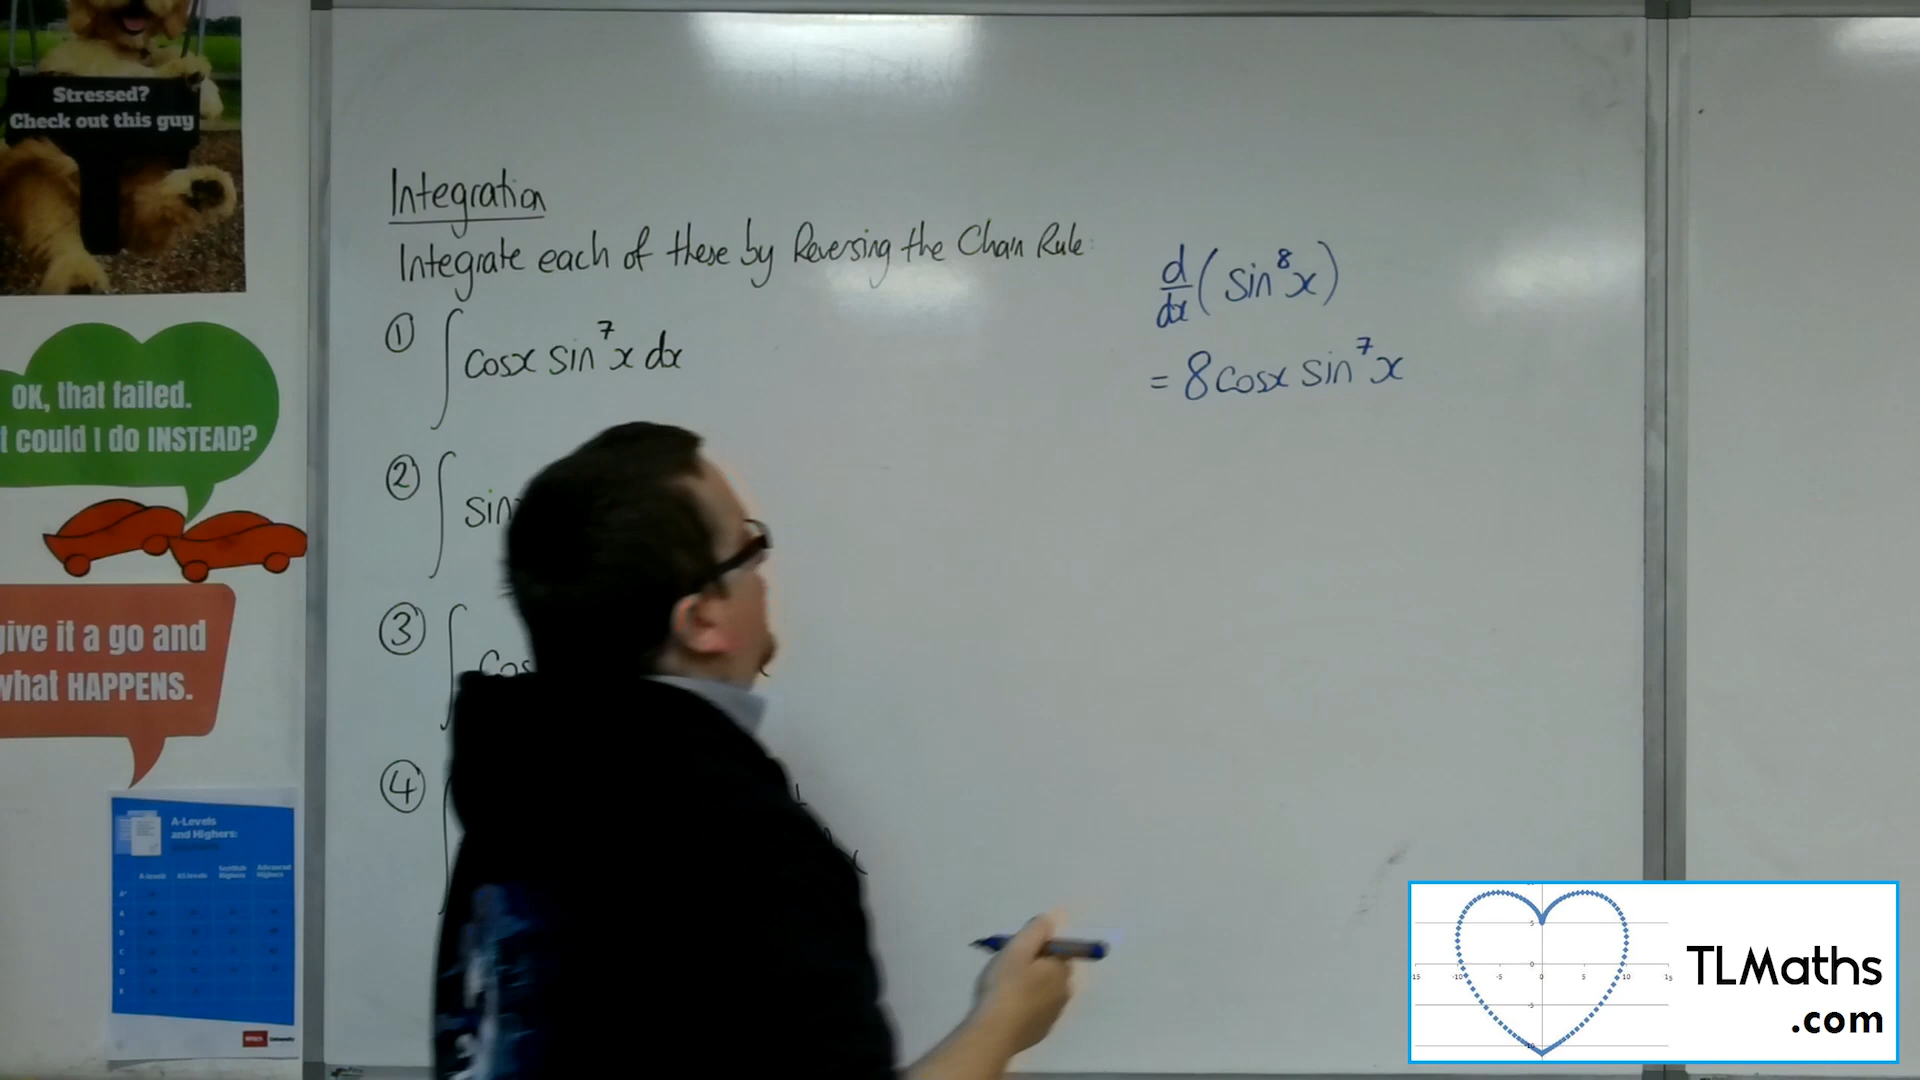 Stressed?
Check out this guy
OK, that failed.
could I do INSTEAD?
give it a go and
what HAPPENS.
A-Levels
and Highers:
Integration
Integrate each of these by Reversing the Chain Rule:
① ∫ cosx sin⁷x dx
② ∫ sin
③ ∫ cos
④ ∫
d/dx (sin⁸x)
= 8cosx sin⁷x
TLMaths
.com